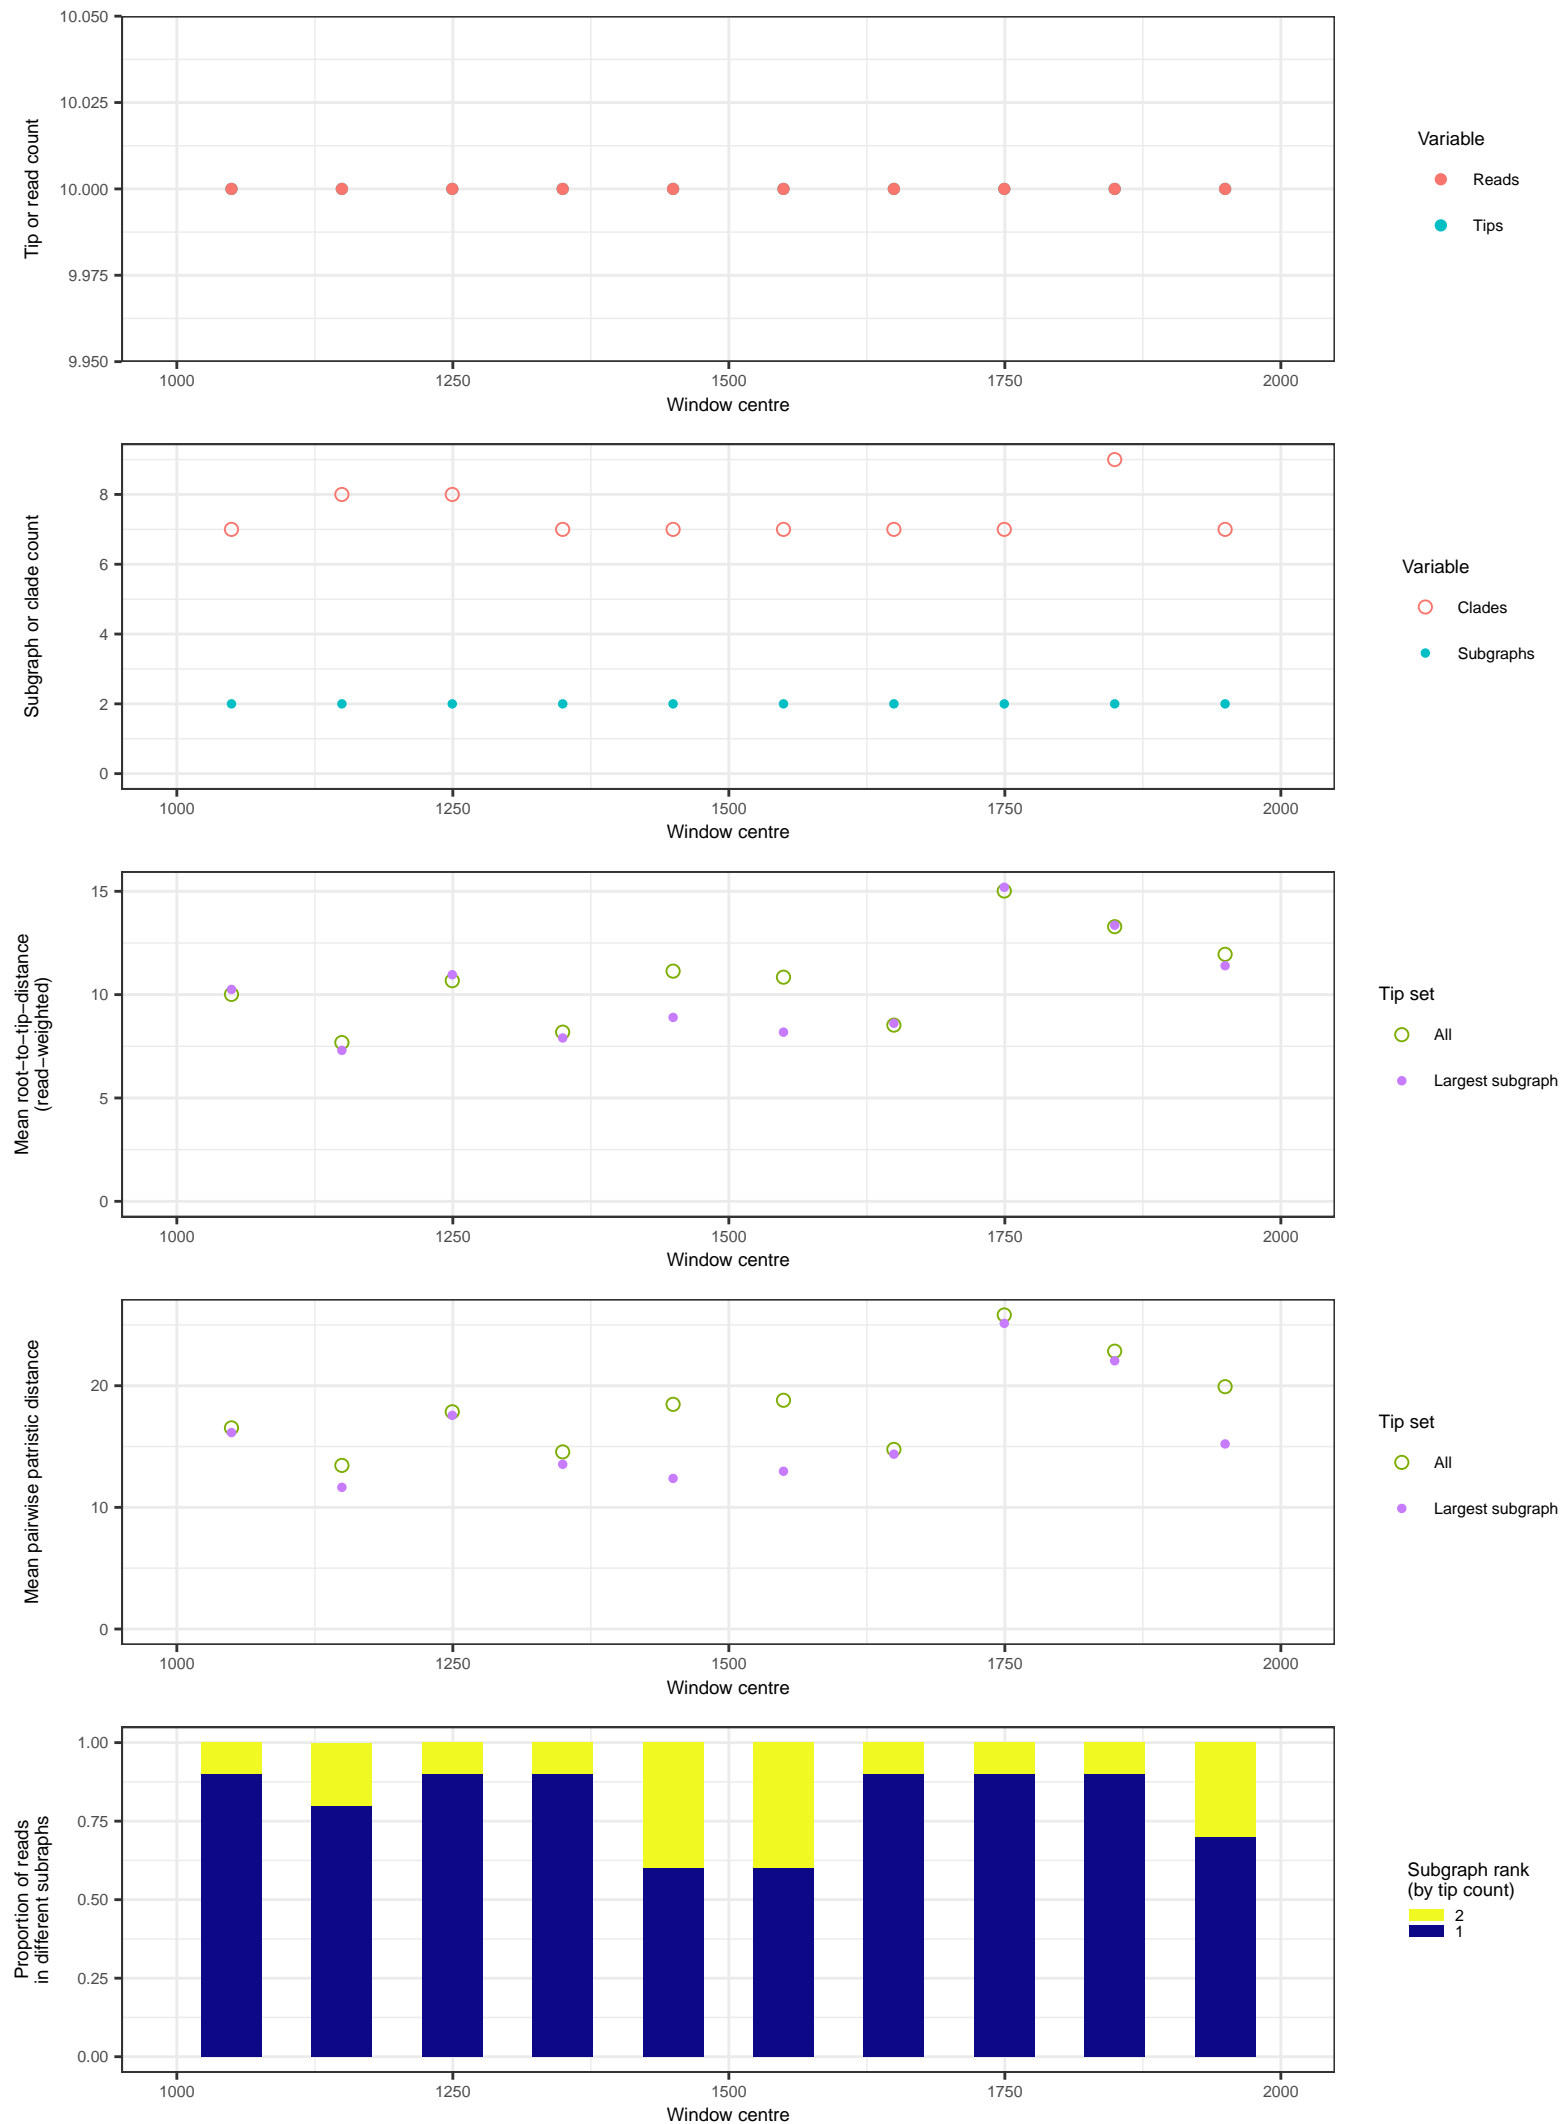 10.050
10.025
10.000
9.975
9.950
Tip or read count
1000 1250 1500 1750 2000
Window centre
Variable
Reads
Tips
8
6
4
2
0
Subgraph or clade count
1000 1250 1500 1750 2000
Window centre
Variable
Clades
Subgraphs
15
10
5
0
Mean root−to−tip−distance
(read−weighted)
1000 1250 1500 1750 2000
Window centre
Tip set
All
Largest subgraph
20
10
0
Mean pairwise patristic distance
1000 1250 1500 1750 2000
Window centre
Tip set
All
Largest subgraph
1.00
0.75
0.50
0.25
0.00
Proportion of reads
in different subraphs
1000 1250 1500 1750 2000
Window centre
Subgraph rank
(by tip count)
2
1